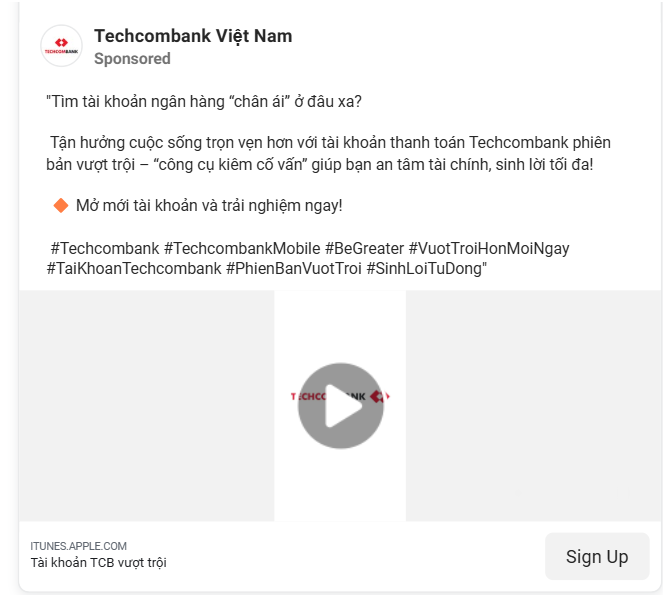 TECHCOMBANK
Techcombank Việt Nam
Sponsored
"Tìm tài khoản ngân hàng “chân ái” ở đâu xa?
Tận hưởng cuộc sống trọn vẹn hơn với tài khoản thanh toán Techcombank phiên
bản vượt trội – “công cụ kiêm cố vấn” giúp bạn an tâm tài chính, sinh lời tối đa!
Mở mới tài khoản và trải nghiệm ngay!
#Techcombank #TechcombankMobile #BeGreater #VuotTroiHonMoiNgay
#TaiKhoanTechcombank #PhienBanVuotTroi #SinhLoiTuDong"
ITUNES.APPLE.COM
Tài khoản TCB vượt trội
Sign Up